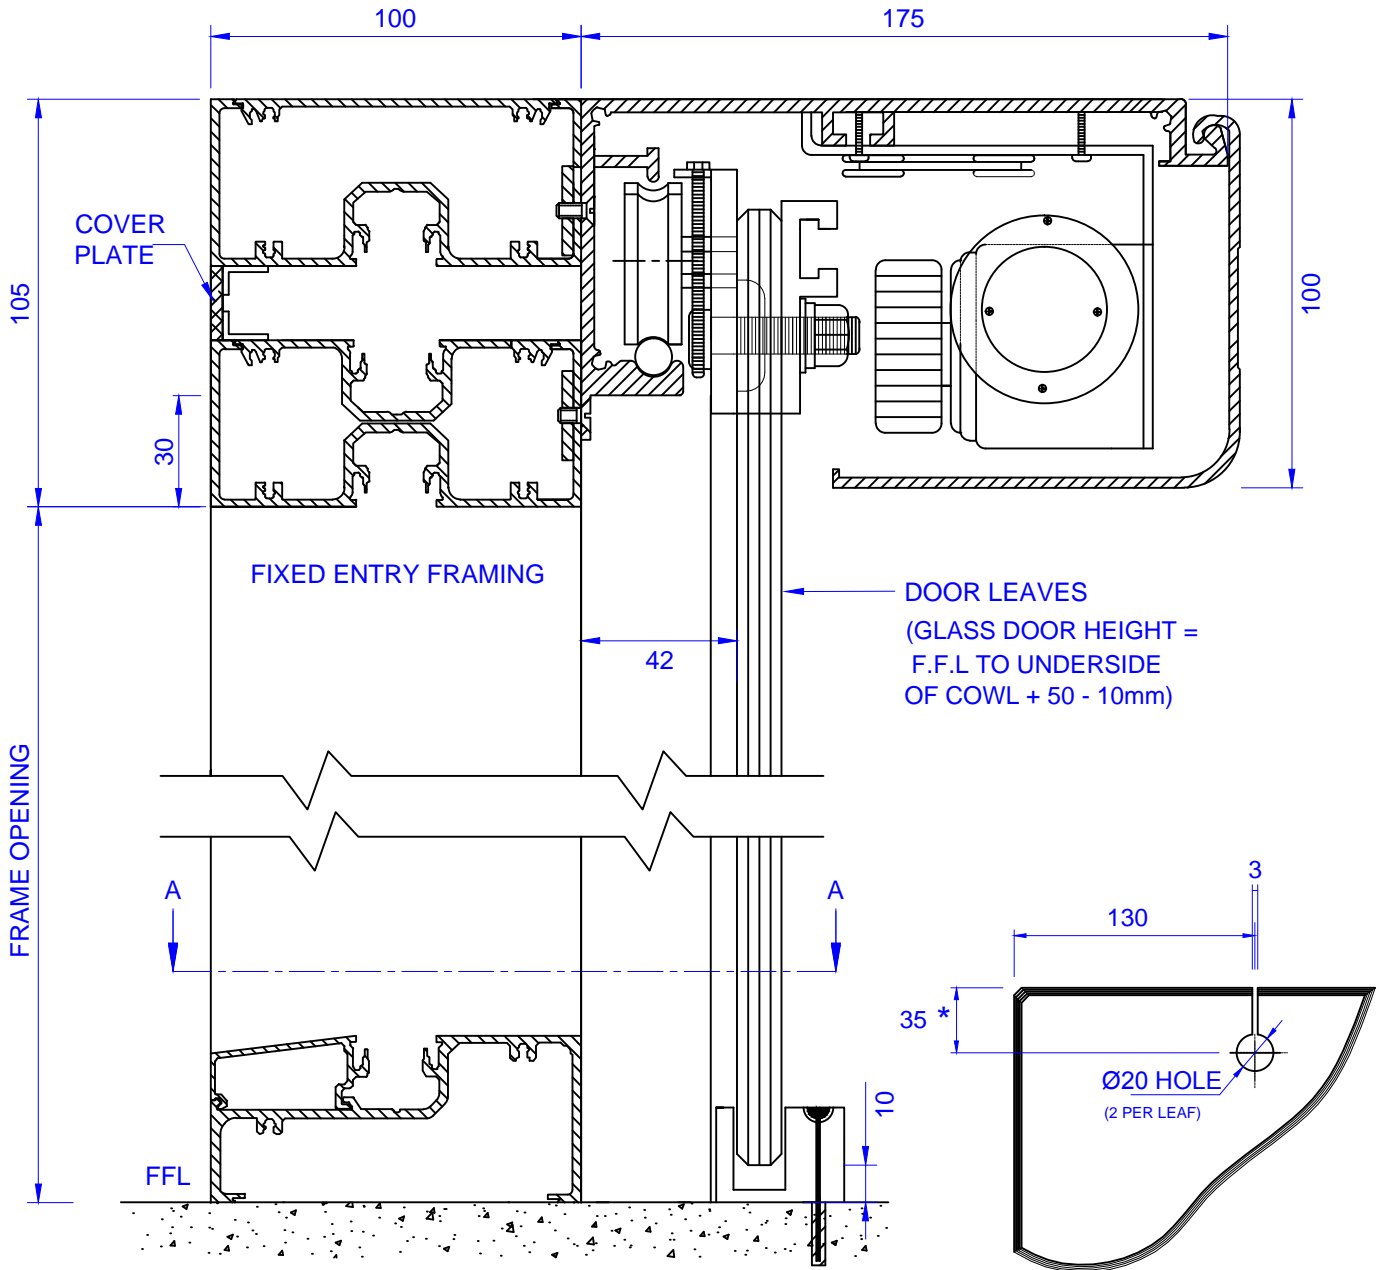 100
175
COVER
PLATE
105
100
30
FIXED ENTRY FRAMING
DOOR LEAVES
(GLASS DOOR HEIGHT =
F.F.L TO UNDERSIDE
OF COWL + 50 - 10mm)
42
FRAME OPENING
A
A
3
130
35 *
Ø20 HOLE
(2 PER LEAF)
10
FFL